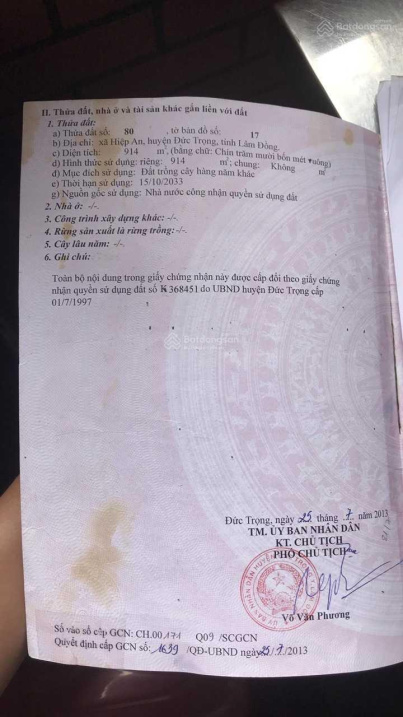 II. Thửa đất, nhà ở và tài sản khác gắn liền với đất
1. Thửa đất:
a) Thửa đất số: 80 , tờ bản đồ số: 17
b) Địa chỉ: xã Hiệp An, huyện Đức Trọng, tỉnh Lâm Đồng.
c) Diện tích: 914 m², (bằng chữ: Chín trăm mười bốn mét vuông)
d) Hình thức sử dụng: riêng: 914 m²; chung: Không m²
đ) Mục đích sử dụng: Đất trồng cây hàng năm khác
e) Thời hạn sử dụng: 15/10/2033
g) Nguồn gốc sử dụng: Nhà nước công nhận quyền sử dụng đất
2. Nhà ở: -/-
3. Công trình xây dựng khác: -/-
4. Rừng sản xuất là rừng trồng:-/-
5. Cây lâu năm: -/-
6. Ghi chú:
Toàn bộ nội dung trong giấy chứng nhận này được cấp đổi theo giấy chứng
nhận quyền sử dụng đất số K 368451 do UBND huyện Đức Trọng cấp
01/7/1997
Đức Trọng, ngày 25 tháng 7 năm 2013
TM. ỦY BAN NHÂN DÂN
KT. CHỦ TỊCH
PHÓ CHỦ TỊCH
Võ Văn Phương
Số vào sổ cấp GCN: CH.00171 Q09 /SCGCN
Quyết định cấp GCN số: 1639 /QĐ-UBND ngày 25/7/2013
Batdongsan